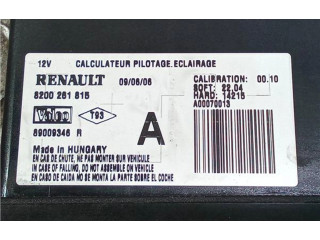 12V CALCULATEUR PILOTAGE.ECLAIRAGE
RENAULT 09/06/06 CALIBRATION: 00.10
8200 261 815 SOFT: 22.04
HARD: 14215
A00070013
Valeo T93
89009346 R A
Made in HUNGARY
EN CAS DE CHUTE, NE PAS MONTER SUR VEHICULE
IN CASE OF FALLING, DO NOT ASSEMBLE ON VEHICLE
EN CASO DE CAIDA NO SE MONTE SOBRE EL COCHE